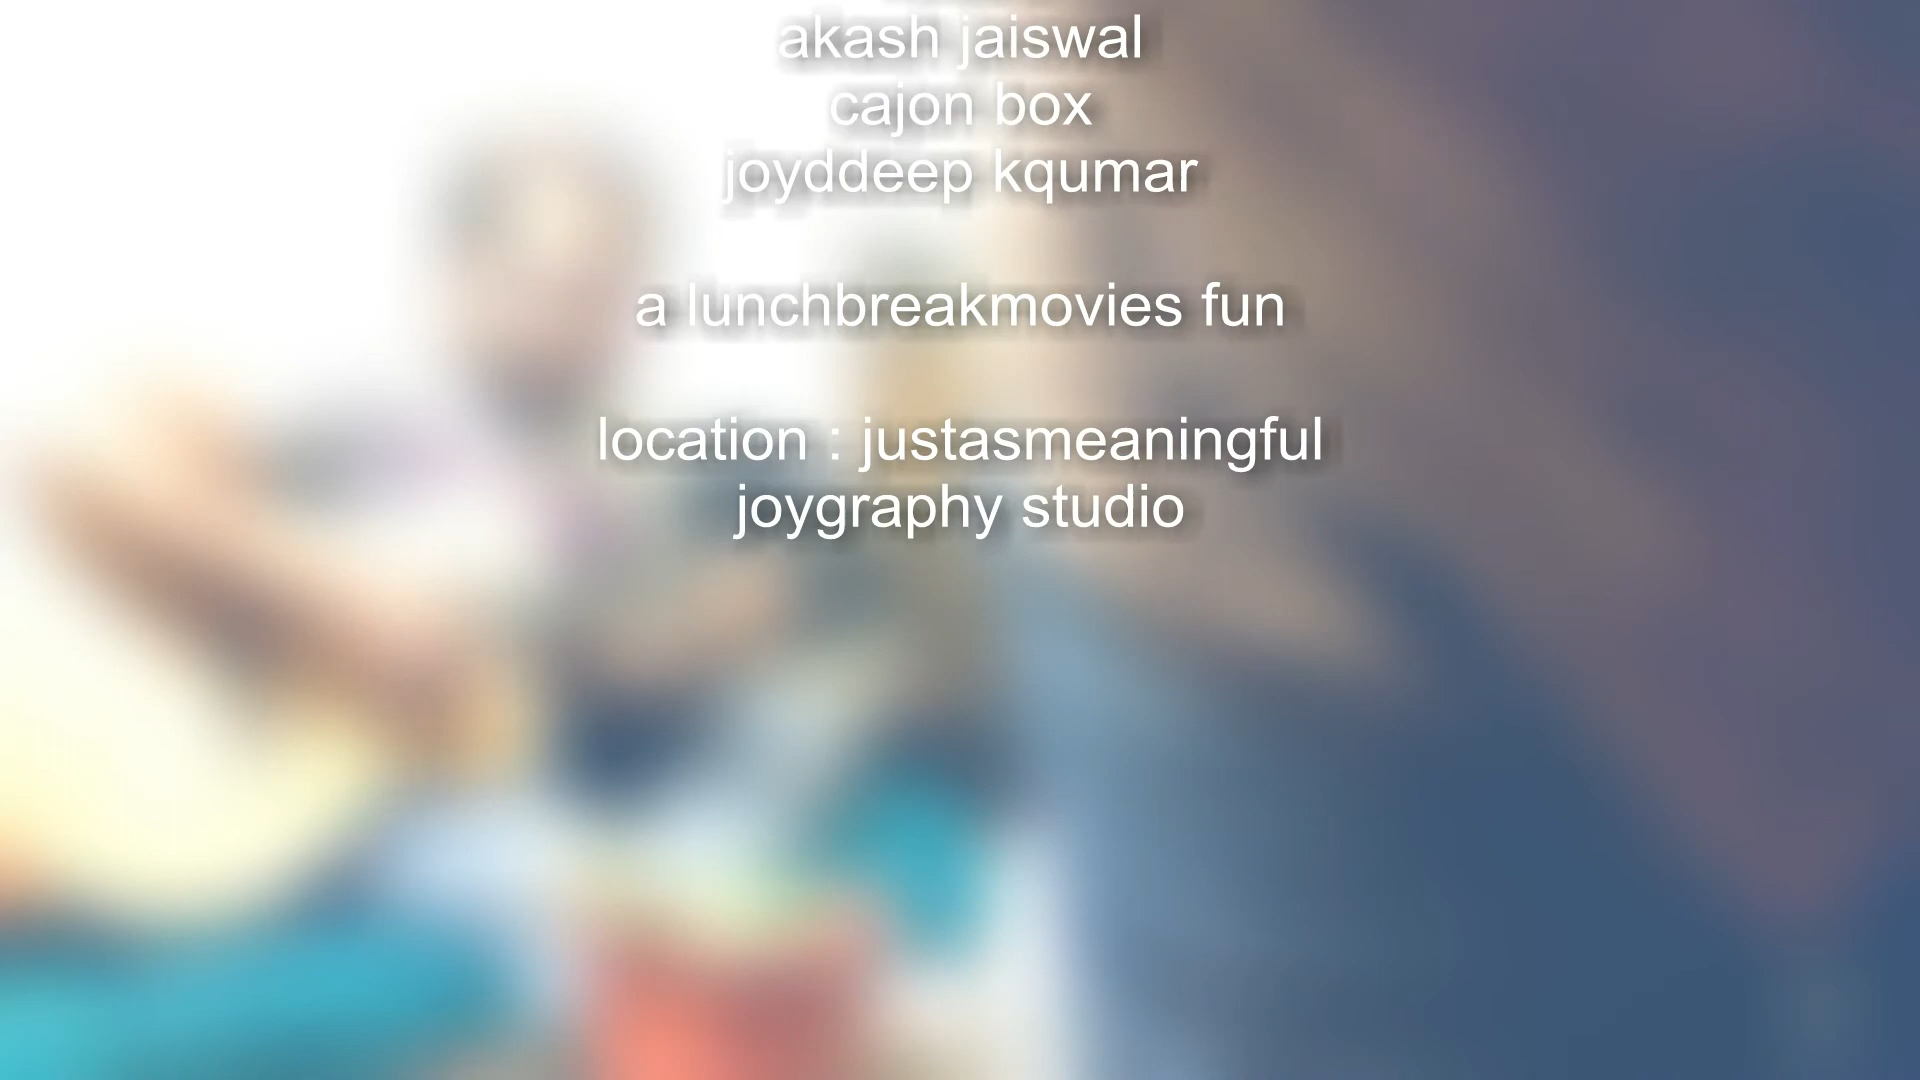 akash jaiswal
cajon box
joyddeep kqumar
a lunchbreakmovies fun
location : justasmeaningful
joygraphy studio